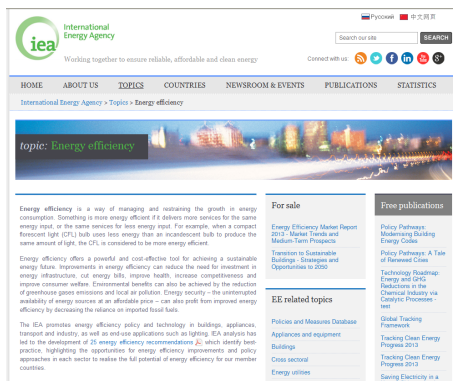 Русский 中文网页
iea International
Energy Agency
Search our site SEARCH
Working together to ensure reliable, affordable and clean energy
Connect with us:
HOME ABOUT US TOPICS COUNTRIES NEWSROOM & EVENTS PUBLICATIONS STATISTICS
International Energy Agency > Topics > Energy efficiency
topic: Energy efficiency
Energy efficiency is a way of managing and restraining the growth in energy
consumption. Something is more energy efficient if it delivers more services for the same
energy input, or the same services for less energy input. For example, when a compact
florescent light (CFL) bulb uses less energy than an incandescent bulb to produce the
same amount of light, the CFL is considered to be more energy efficient.
Energy efficiency offers a powerful and cost-effective tool for achieving a sustainable
energy future. Improvements in energy efficiency can reduce the need for investment in
energy infrastructure, cut energy bills, improve health, increase competitiveness and
improve consumer welfare. Environmental benefits can also be achieved by the reduction
of greenhouse gases emissions and local air pollution. Energy security – the uninterrupted
availability of energy sources at an affordable price – can also profit from improved energy
efficiency by decreasing the reliance on imported fossil fuels.
The IEA promotes energy efficiency policy and technology in buildings, appliances,
transport and industry, as well as end-use applications such as lighting. IEA analysis has
led to the development of 25 energy efficiency recommendations which identify best-
practice, highlighting the opportunities for energy efficiency improvements and policy
approaches in each sector to realise the full potential of energy efficiency for our member
countries.
For sale
Energy Efficiency Market Report
2013 - Market Trends and
Medium-Term Prospects
Transition to Sustainable
Buildings - Strategies and
Opportunities to 2050
EE related topics
Policies and Measures Database
Appliances and equipment
Buildings
Cross sectoral
Energy utilities
Free publications
Policy Pathways:
Modernising Building
Energy Codes
Policy Pathways: A Tale
of Renewed Cities
Technology Roadmap:
Energy and GHG
Reductions in the
Chemical Industry via
Catalytic Processes -
test
Global Tracking
Framework
Tracking Clean Energy
Progress 2013
Tracking Clean Energy
Progress 2013
Saving Electricity in a